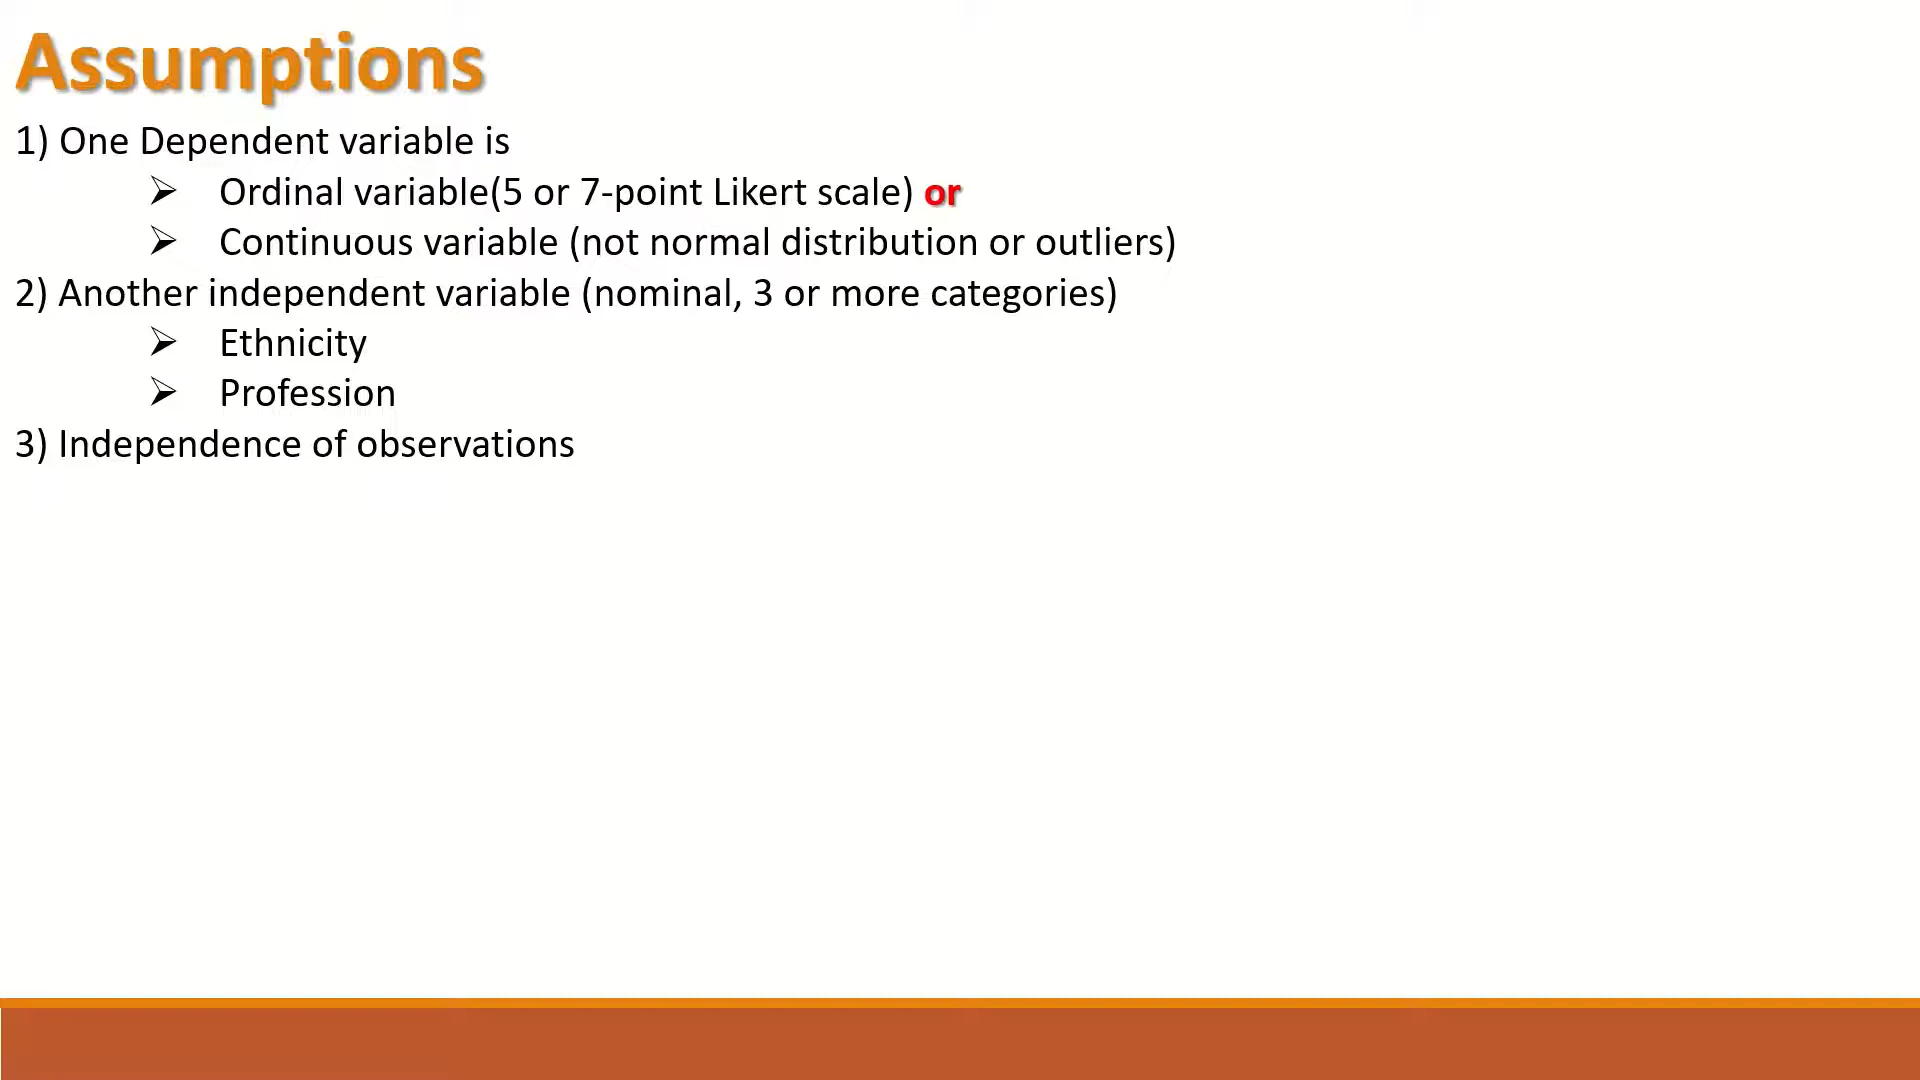 Assumptions
1) One Dependent variable is
➢ Ordinal variable(5 or 7-point Likert scale) or
➢ Continuous variable (not normal distribution or outliers)
2) Another independent variable (nominal, 3 or more categories)
➢ Ethnicity
➢ Profession
3) Independence of observations